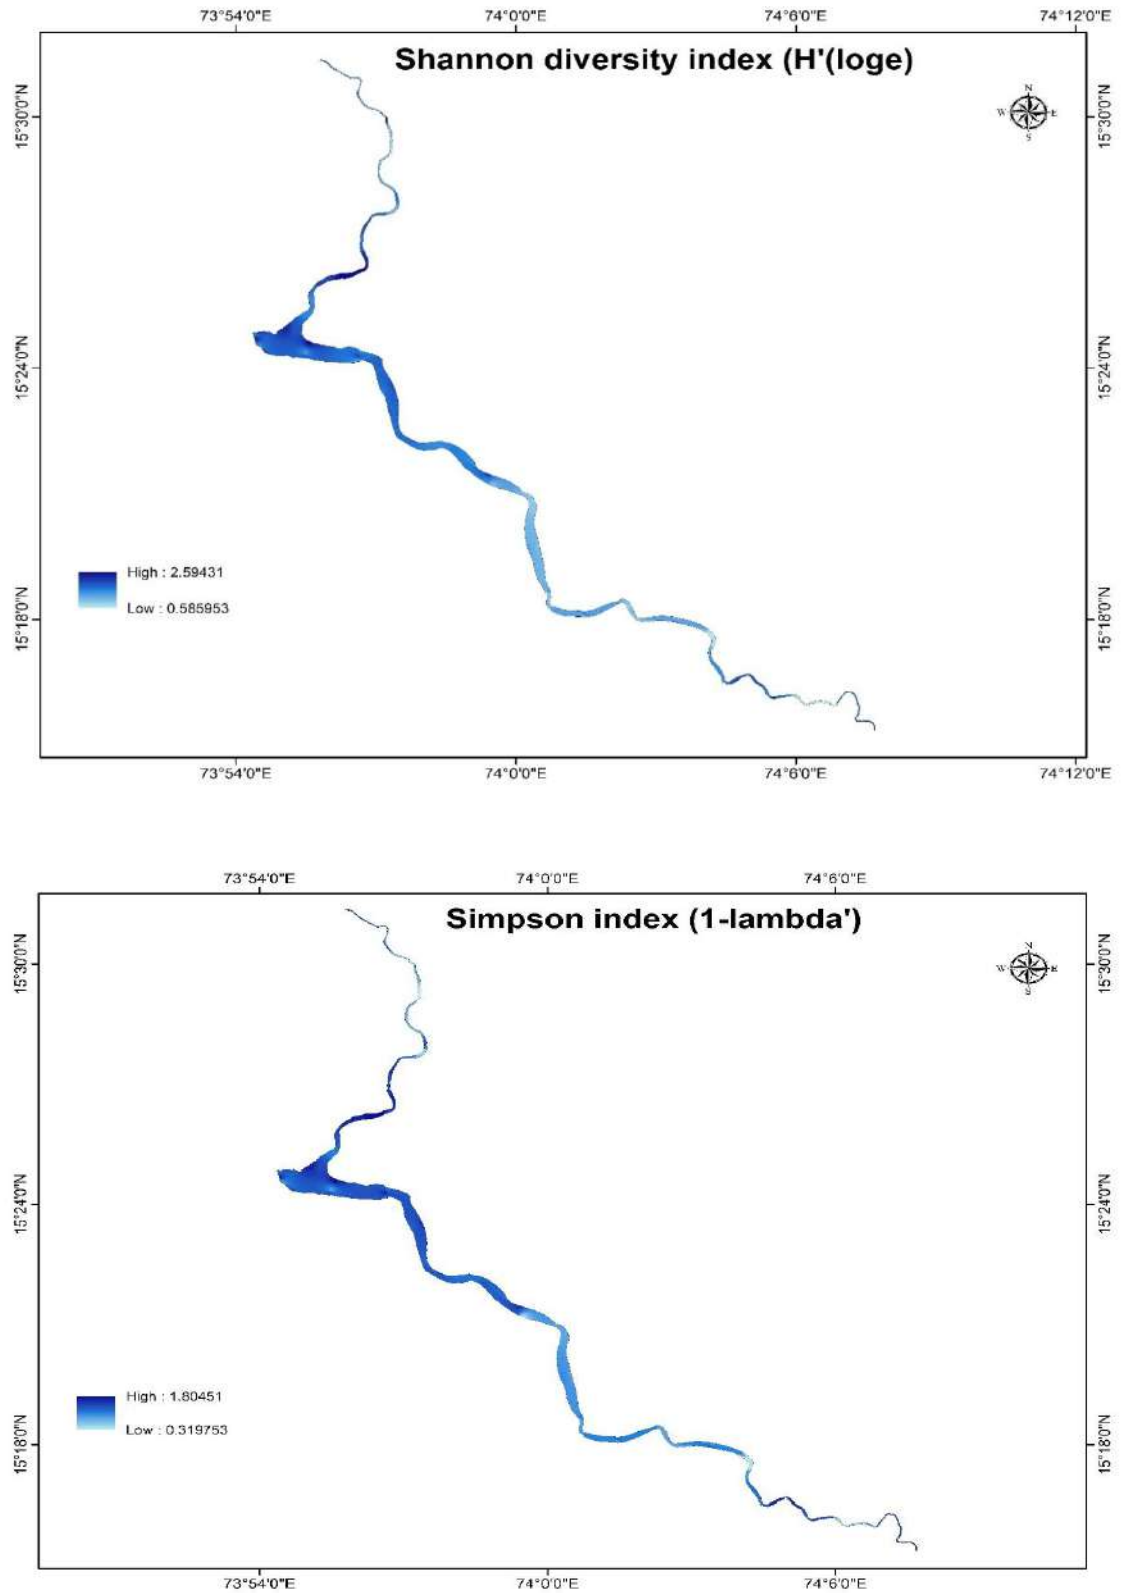 73°54'0"E 74°0'0"E 74°6'0"E 74°12'0"E
Shannon diversity index (H'(loge)
N
W E
S
15°30'0"N 15°30'0"N
15°24'0"N 15°24'0"N
High : 2.59431
Low : 0.585953
15°18'0"N 15°18'0"N
73°54'0"E 74°0'0"E 74°6'0"E 74°12'0"E
73°54'0"E 74°0'0"E 74°6'0"E
Simpson index (1-lambda')
N
W E
S
15°30'0"N 15°30'0"N
15°24'0"N 15°24'0"N
High : 1.80451
Low : 0.319753
15°18'0"N 15°18'0"N
73°54'0"E 74°0'0"E 74°6'0"E